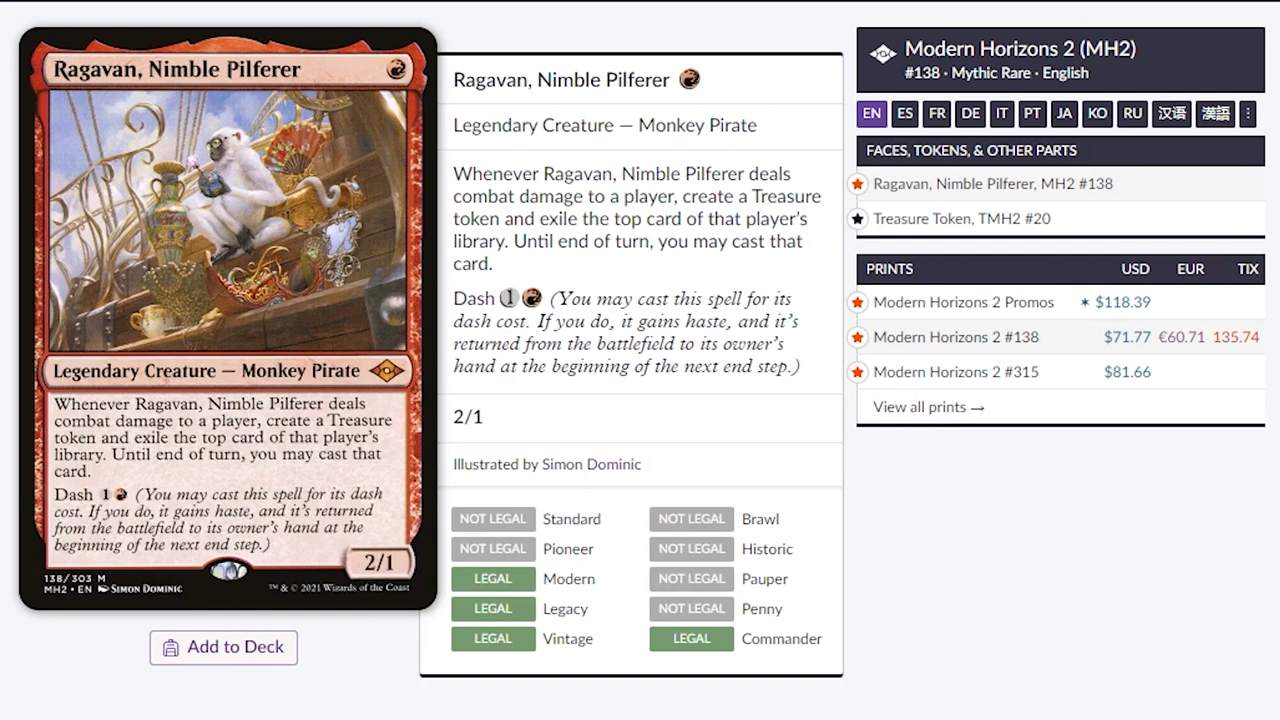 Ragavan, Nimble Pilferer
Legendary Creature — Monkey Pirate
Whenever Ragavan, Nimble Pilferer deals
combat damage to a player, create a Treasure
token and exile the top card of that player's
library. Until end of turn, you may cast that
card.
Dash 1 (You may cast this spell for its dash
cost. If you do, it gains haste, and it's returned
from the battlefield to its owner's hand at the
beginning of the next end step.)
2/1
138/303 M
MH2 • EN SIMON DOMINIC
™ & © 2021 Wizards of the Coast
Add to Deck
Ragavan, Nimble Pilferer
Legendary Creature — Monkey Pirate
Whenever Ragavan, Nimble Pilferer deals
combat damage to a player, create a Treasure
token and exile the top card of that player's
library. Until end of turn, you may cast that
card.
Dash 1 (You may cast this spell for its
dash cost. If you do, it gains haste, and it's
returned from the battlefield to its owner's
hand at the beginning of the next end step.)
2/1
Illustrated by Simon Dominic
NOT LEGAL Standard NOT LEGAL Brawl
NOT LEGAL Pioneer NOT LEGAL Historic
LEGAL Modern NOT LEGAL Pauper
LEGAL Legacy NOT LEGAL Penny
LEGAL Vintage LEGAL Commander
Modern Horizons 2 (MH2)
#138 · Mythic Rare · English
EN ES FR DE IT PT JA KO RU 汉语 漢語
FACES, TOKENS, & OTHER PARTS
Ragavan, Nimble Pilferer, MH2 #138
Treasure Token, TMH2 #20
PRINTS USD EUR TIX
Modern Horizons 2 Promos $118.39
Modern Horizons 2 #138 $71.77 €60.71 135.74
Modern Horizons 2 #315 $81.66
View all prints →